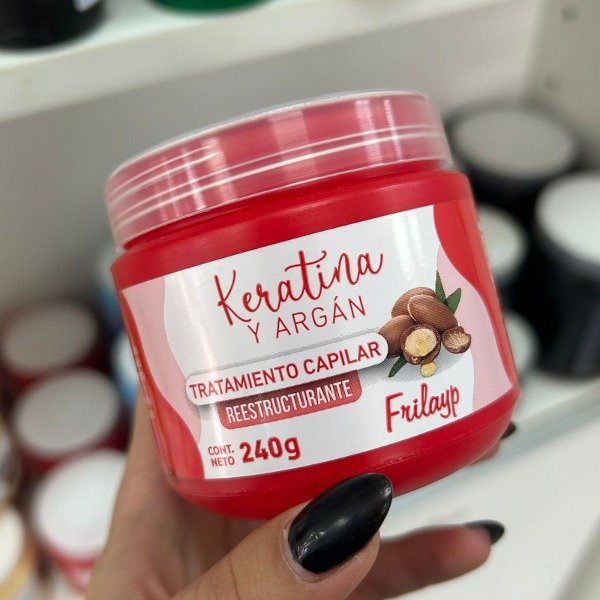 Keratina
Y ARGÁN
TRATAMIENTO CAPILAR
REESTRUCTURANTE
Frilayp
CONT.
NETO 240g